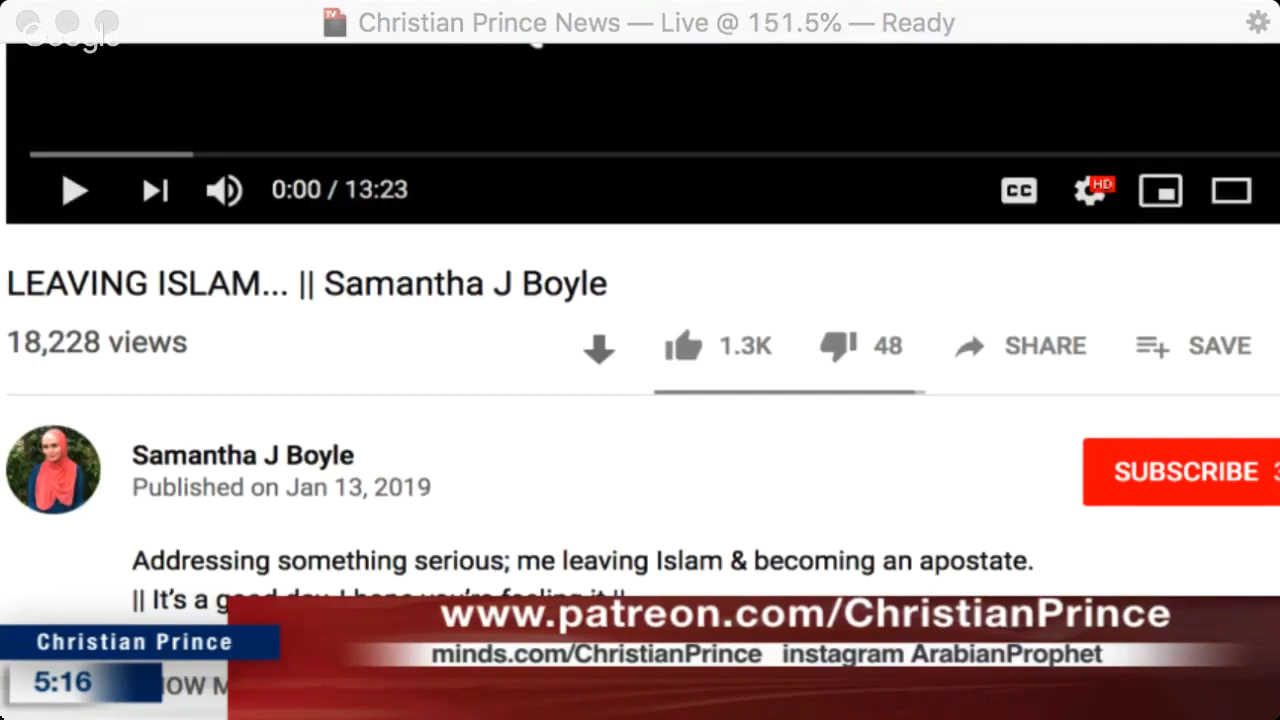 Christian Prince News — Live @ 151.5% — Ready
Google
0:00 / 13:23
CC
HD
LEAVING ISLAM... || Samantha J Boyle
18,228 views
1.3K
48
SHARE
SAVE
Samantha J Boyle
Published on Jan 13, 2019
SUBSCRIBE
Addressing something serious; me leaving Islam & becoming an apostate.
|| It's a good day, I hope you're feeling it ||
www.patreon.com/ChristianPrince
Christian Prince
minds.com/ChristianPrince instagram ArabianProphet
5:16